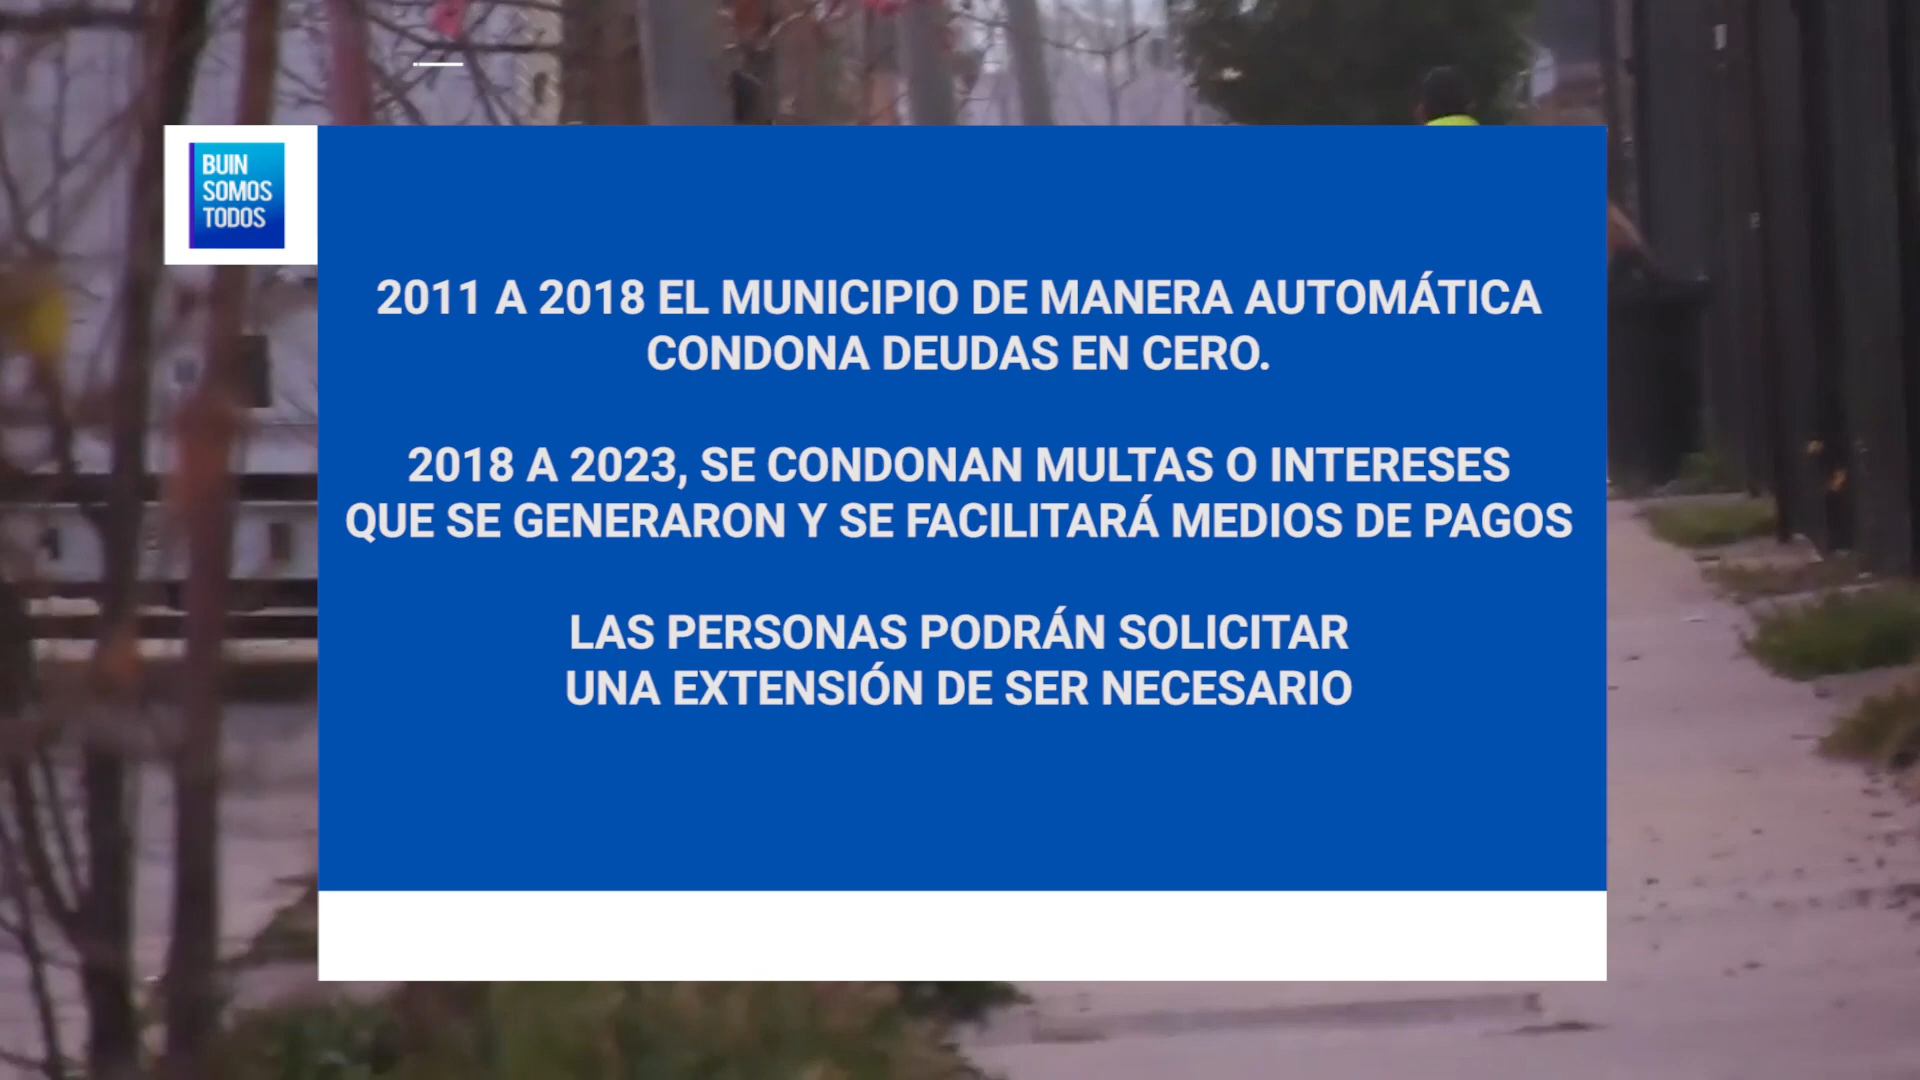 BUIN
SOMOS
TODOS
2011 A 2018 EL MUNICIPIO DE MANERA AUTOMÁTICA
CONDONA DEUDAS EN CERO.
2018 A 2023, SE CONDONAN MULTAS O INTERESES
QUE SE GENERARON Y SE FACILITARÁ MEDIOS DE PAGOS
LAS PERSONAS PODRÁN SOLICITAR
UNA EXTENSIÓN DE SER NECESARIO